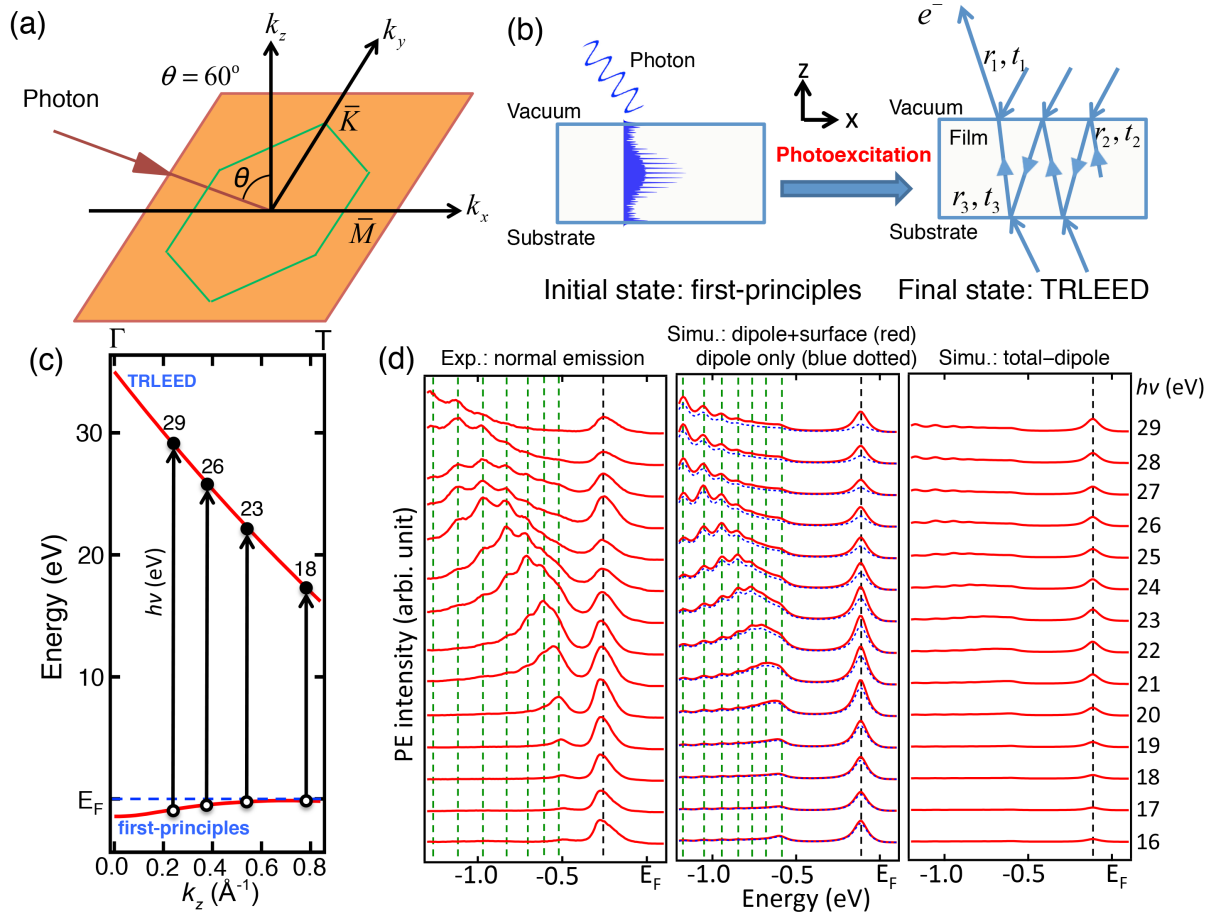 (a)
k_z
k_y
θ = 60°
Photon
K̅
θ
k_x
M̅
(b)
Photon
Vacuum
z
x
Photoexcitation
Substrate
Initial state: first-principles
e⁻
r₁, t₁
Vacuum
Film
r₂, t₂
r₃, t₃
Substrate
Final state: TRLEED
(c)
Γ T
TRLEED
29
26
23
18
hν (eV)
Energy (eV)
30
20
10
E_F
first-principles
0.0 0.2 0.4 0.6 0.8
k_z (Å⁻¹)
(d)
Exp.: normal emission
Simu.: dipole+surface (red)
dipole only (blue dotted)
Simu.: total–dipole
hν (eV)
29
28
27
26
25
24
23
22
21
20
19
18
17
16
PE intensity (arb. unit)
-1.0 -0.5 E_F
-1.0 -0.5 E_F
-1.0 -0.5 E_F
Energy (eV)